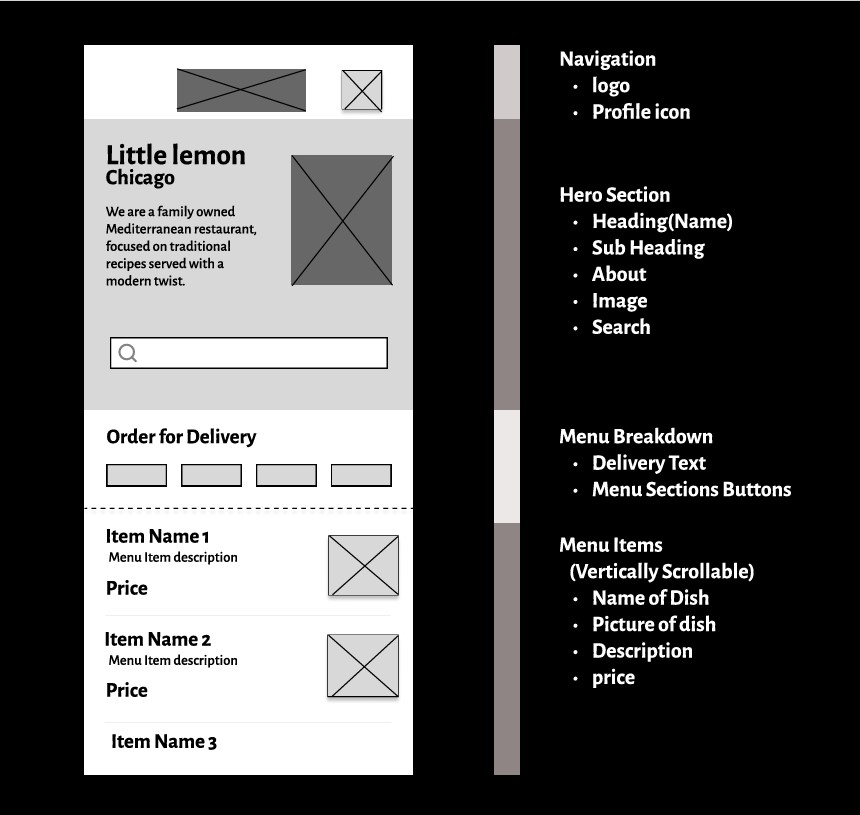 Little lemon
Chicago
We are a family owned
Mediterranean restaurant,
focused on traditional
recipes served with a
modern twist.
Order for Delivery
Item Name 1
Menu Item description
Price
Item Name 2
Menu Item description
Price
Item Name 3
Navigation
• logo
• Profile icon
Hero Section
• Heading(Name)
• Sub Heading
• About
• Image
• Search
Menu Breakdown
• Delivery Text
• Menu Sections Buttons
Menu Items
(Vertically Scrollable)
• Name of Dish
• Picture of dish
• Description
• price